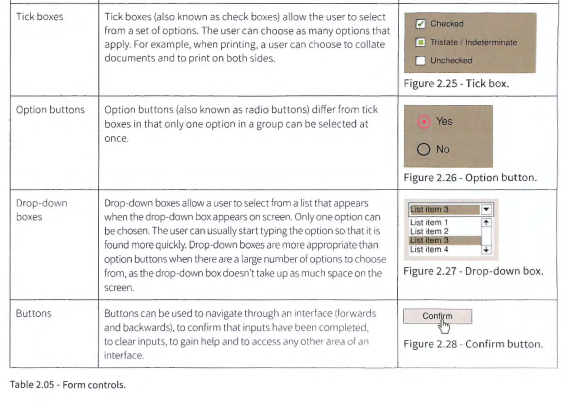 Tick boxes
Tick boxes (also known as check boxes) allow the user to select
from a set of options. The user can choose as many options that
apply. For example, when printing, a user can choose to collate
documents and to print on both sides.
Checked
Tristate / Indeterminate
Unchecked
Figure 2.25 - Tick box.
Option buttons
Option buttons (also known as radio buttons) differ from tick
boxes in that only one option in a group can be selected at
once.
Yes
No
Figure 2.26 - Option button.
Drop-down
boxes
Drop-down boxes allow a user to select from a list that appears
when the drop-down box appears on screen. Only one option can
be chosen. The user can usually start typing the option so that it is
found more quickly. Drop-down boxes are more appropriate than
option buttons when there are a large number of options to choose
from, as the drop-down box doesn't take up as much space on the
screen.
List item 3
List item 1
List item 2
List item 3
List item 4
Figure 2.27 - Drop-down box.
Buttons
Buttons can be used to navigate through an interface (forwards
and backwards), to confirm that inputs have been completed,
to clear inputs, to gain help and to access any other area of an
interface.
Confirm
Figure 2.28 - Confirm button.
Table 2.05 - Form controls.